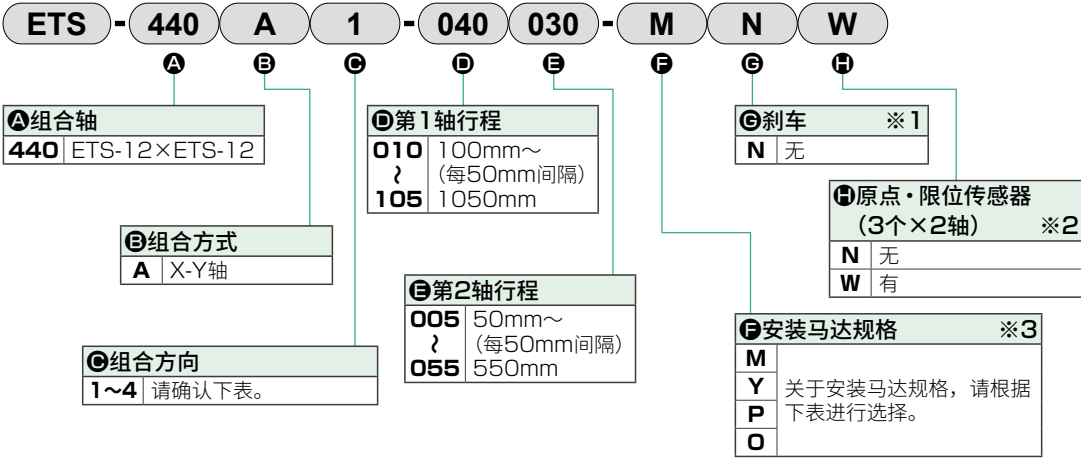 ETS - 440 A 1 - 040 030 - M N W
A B C D E F G H
A组合轴
440 ETS-12×ETS-12
B组合方式
A X-Y轴
C组合方向
1~4 请确认下表。
D第1轴行程
010 100mm～
≀ （每50mm间隔）
105 1050mm
E第2轴行程
005 50mm～
≀ （每50mm间隔）
055 550mm
F安装马达规格 ※3
M
Y
P
O
关于安装马达规格，请根据
下表进行选择。
G刹车 ※1
N 无
H原点・限位传感器
（3个×2轴） ※2
N 无
W 有